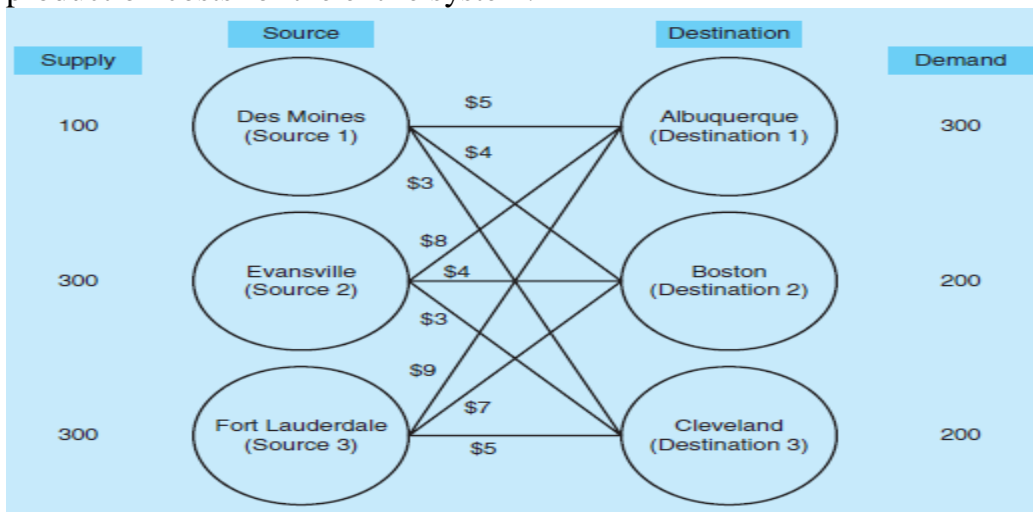 Source
Destination
Supply
Demand
100
Des Moines
(Source 1)
$5
Albuquerque
(Destination 1)
300
$4
$3
300
Evansville
(Source 2)
$8
$4
$3
Boston
(Destination 2)
200
300
Fort Lauderdale
(Source 3)
$9
$7
$5
Cleveland
(Destination 3)
200